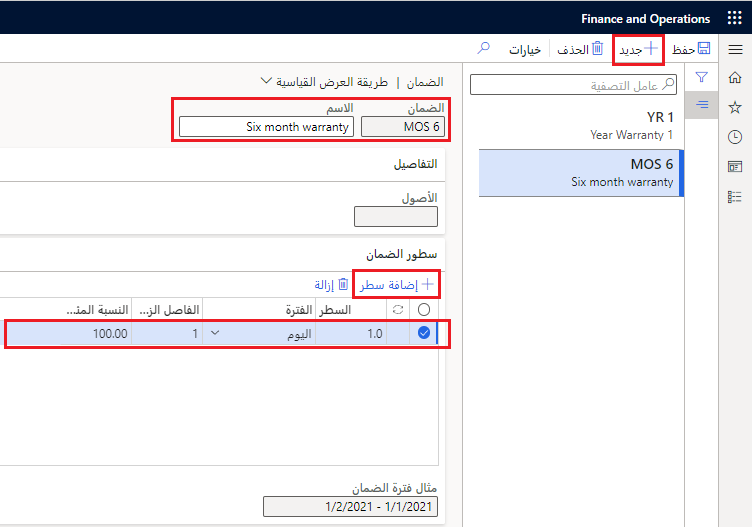 Finance and Operations
حفظ
جديد
الحذف
خيارات
عامل التصفية
1 YR
1 Year Warranty
6 MOS
Six month warranty
الضمان | طريقة العرض القياسية
الضمان
الاسم
6 MOS
Six month warranty
التفاصيل
الأصول
سطور الضمان
إضافة سطر
إزالة
السطر
الفترة
الفاصل الز...
النسبة المئ...
1.0
اليوم
1
100.00
مثال فترة الضمان
1/1/2021 - 1/2/2021